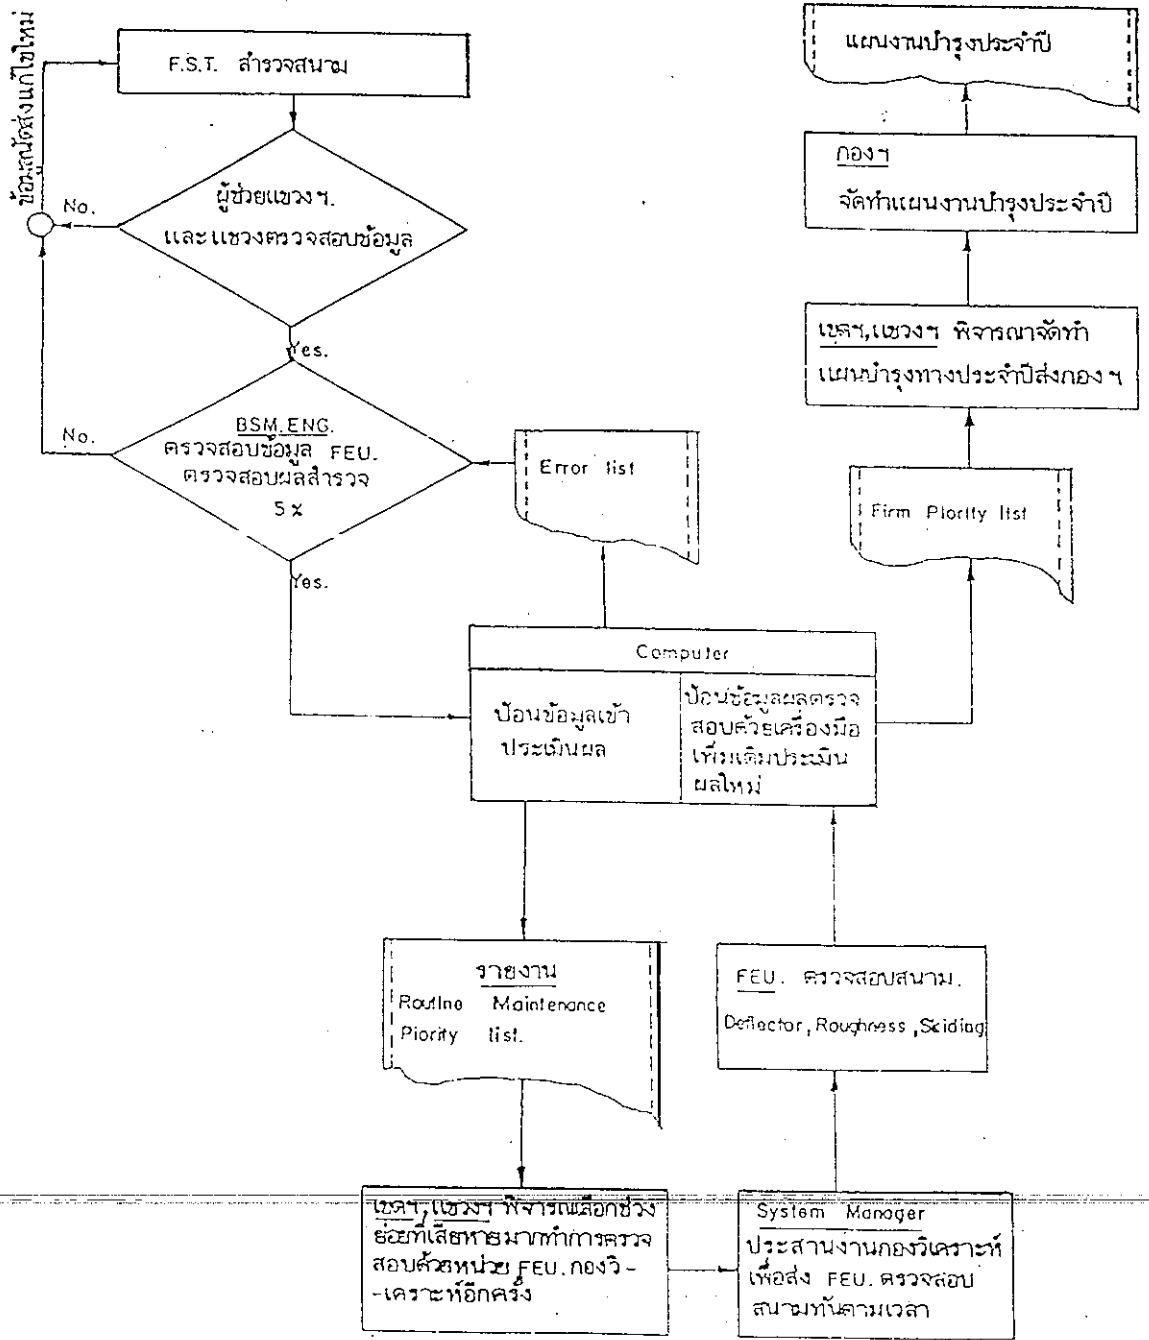 ข้อมูลขัดส่งแก้ไขใหม่
F.S.T. สำรวจสนาม
ผู้ช่วยแขวงฯ.
และแขวงตรวจสอบข้อมูล
No.
Yes.
BSM.ENG.
ตรวจสอบข้อมูล FEU.
ตรวจสอบผลสำรวจ
5 %
No.
Yes.
Error list
Computer
ป้อนข้อมูลเข้า
ประเมินผล
ป้อนข้อมูลผลตรวจ
สอบด้วยเครื่องมือ
เพิ่มเติมประเมิน
ผลใหม่
รายงาน
Routine Maintenance
Piority list.
เขตฯ,แขวงฯ พิจารณเลือกช่วง
ย่อยที่เสียหายมากทำการตรวจ
สอบด้วยหน่วย FEU. กองวิ-
-เคราะห์อีกครั้ง
System Manager
ประสานงานกองวิเคราะห์
เพื่อส่ง FEU. ตรวจสอบ
สนามทันตามเวลา
FEU. ตรวจสอบสนาม.
Deflector, Roughness, Skiding
Firm Piority list
เขตฯ,แขวงฯ พิจารณาจัดทำ
แผนบำรุงทางประจำปีส่งกองฯ
กองฯ
จัดทำแผนงานบำรุงประจำปี
แผนงานบำรุงประจำปี